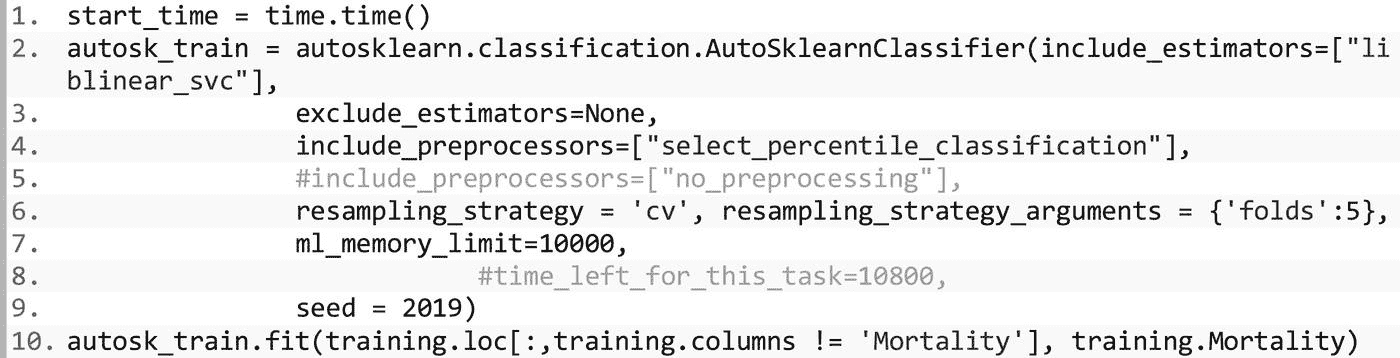 1. start_time = time.time()
2. autosk_train = autosklearn.classification.AutoSklearnClassifier(include_estimators=["li
blinear_svc"],
3. exclude_estimators=None,
4. include_preprocessors=["select_percentile_classification"],
5. #include_preprocessors=["no_preprocessing"],
6. resampling_strategy = 'cv', resampling_strategy_arguments = {'folds':5},
7. ml_memory_limit=10000,
8. #time_left_for_this_task=10800,
9. seed = 2019)
10. autosk_train.fit(training.loc[:,training.columns != 'Mortality'], training.Mortality)